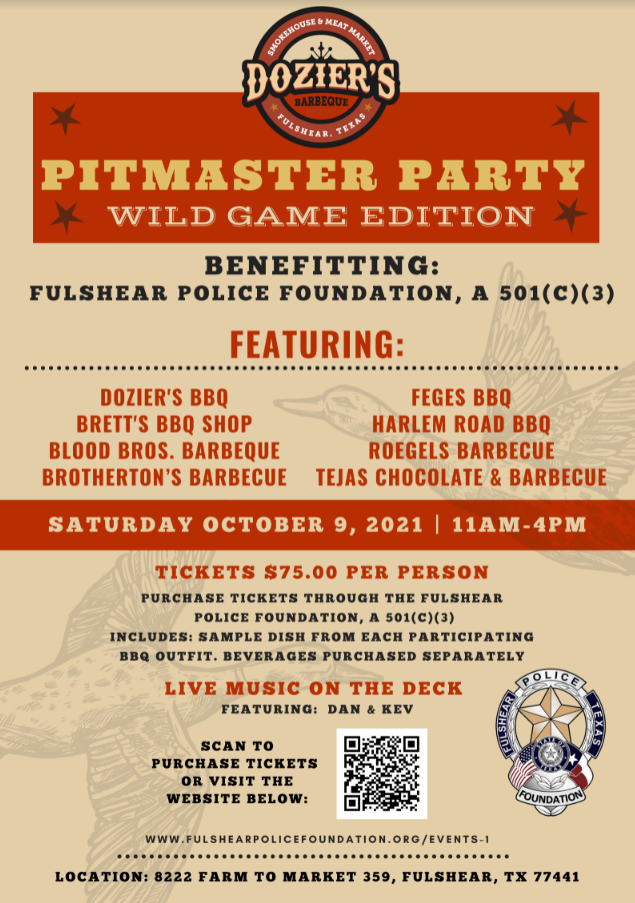 SMOKEHOUSE & MEAT MARKET
DOZIER'S
BARBEQUE
FULSHEAR, TEXAS
PITMASTER PARTY
WILD GAME EDITION
BENEFITTING:
FULSHEAR POLICE FOUNDATION, A 501(C)(3)
FEATURING:
DOZIER'S BBQ
BRETT'S BBQ SHOP
BLOOD BROS. BARBEQUE
BROTHERTON'S BARBECUE
FEGES BBQ
HARLEM ROAD BBQ
ROEGELS BARBECUE
TEJAS CHOCOLATE & BARBECUE
SATURDAY OCTOBER 9, 2021 | 11AM-4PM
TICKETS $75.00 PER PERSON
PURCHASE TICKETS THROUGH THE FULSHEAR
POLICE FOUNDATION, A 501(C)(3)
INCLUDES: SAMPLE DISH FROM EACH PARTICIPATING
BBQ OUTFIT. BEVERAGES PURCHASED SEPARATELY
LIVE MUSIC ON THE DECK
FEATURING: DAN & KEV
SCAN TO
PURCHASE TICKETS
OR VISIT THE
WEBSITE BELOW:
POLICE
FULSHEAR
TEXAS
FOUNDATION
WWW.FULSHEARPOLICEFOUNDATION.ORG/EVENTS-1
LOCATION: 8222 FARM TO MARKET 359, FULSHEAR, TX 77441